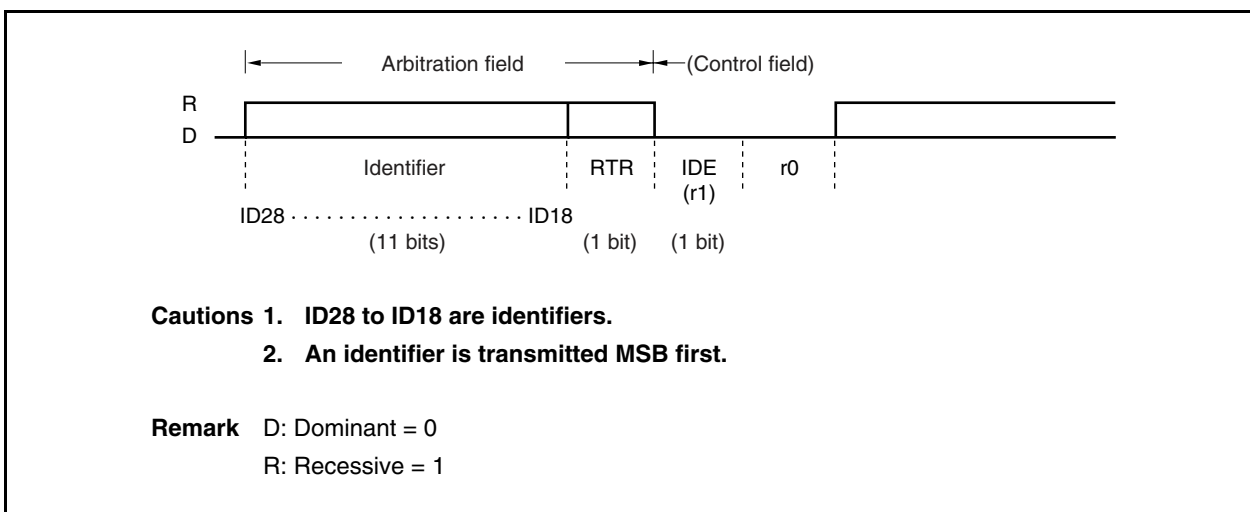 Arbitration field (Control field)
R
D
Identifier RTR IDE r0
(r1)
ID28 . . . . . . . . . . . . . . . . . . . . ID18
(11 bits) (1 bit) (1 bit)
Cautions 1. ID28 to ID18 are identifiers.
2. An identifier is transmitted MSB first.
Remark D: Dominant = 0
R: Recessive = 1